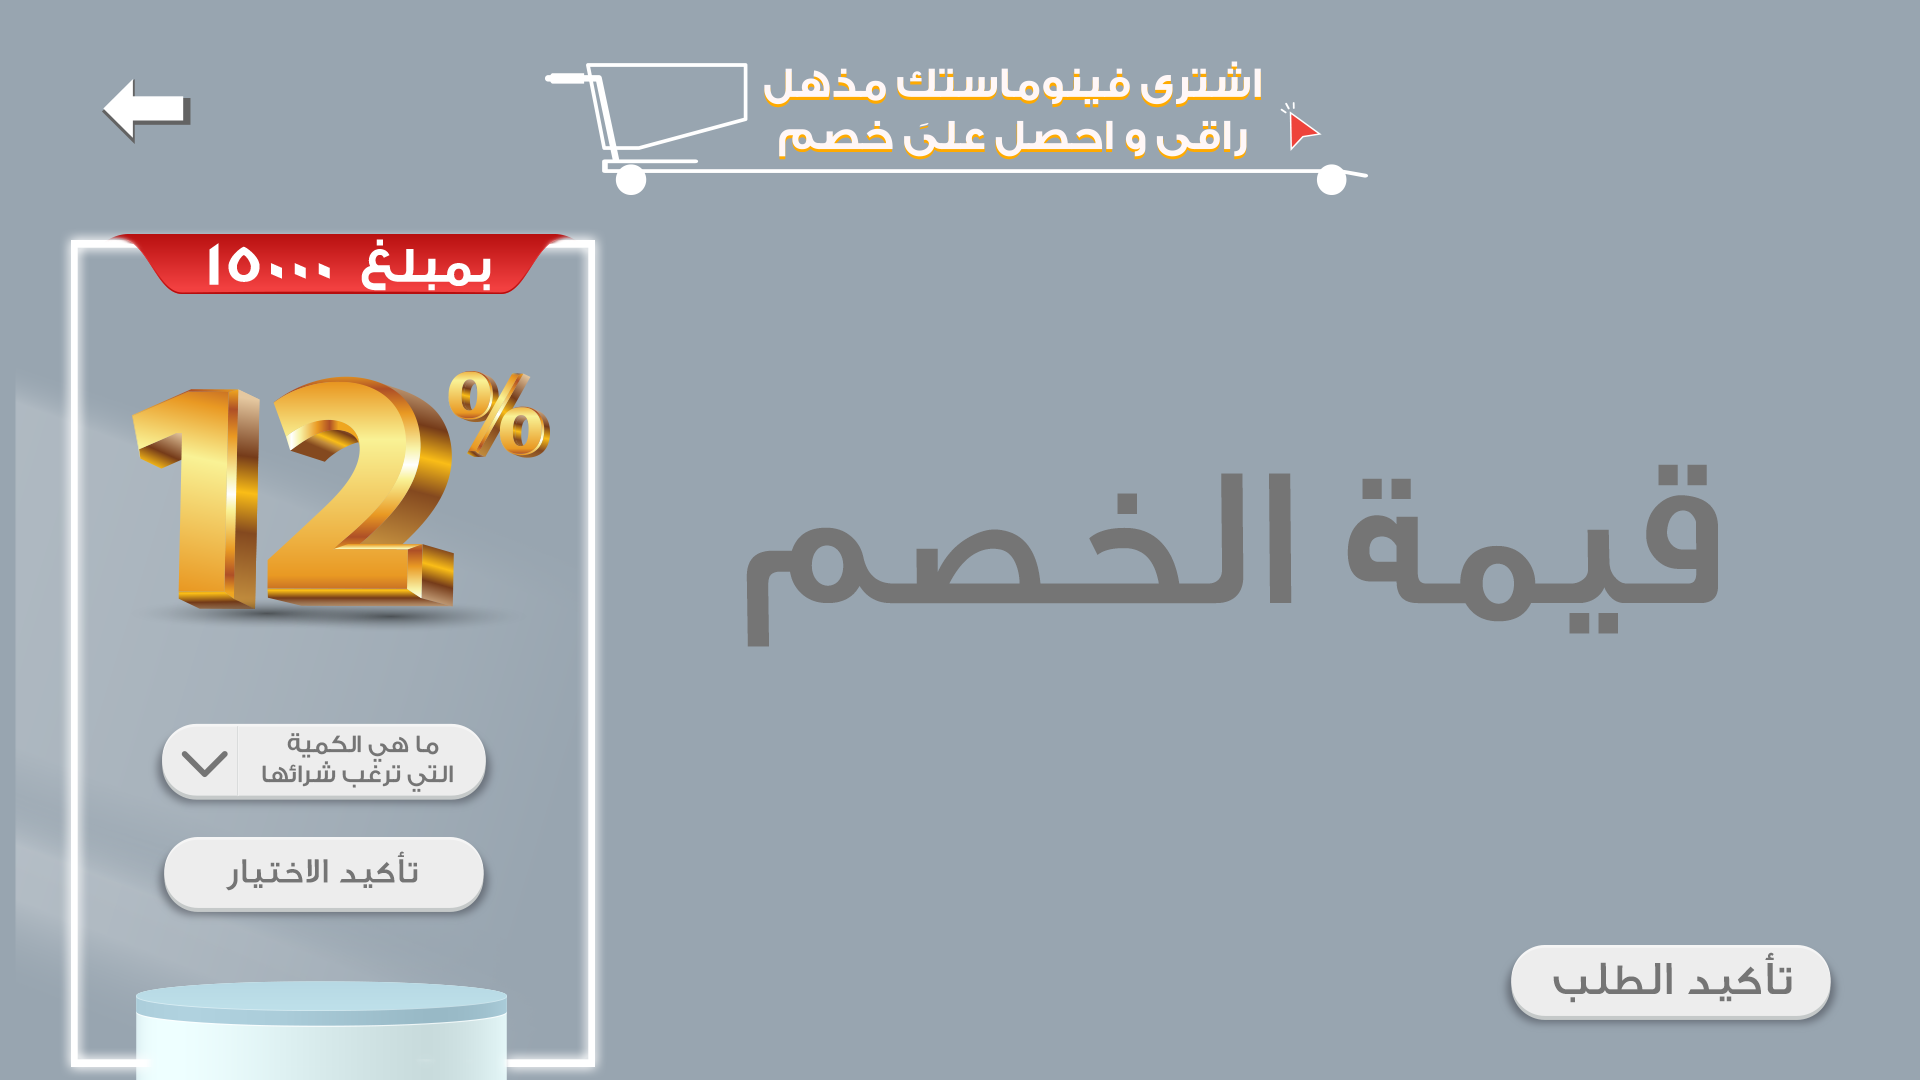 اشترى فينوماستك مذهل
راقى و احصل علىَ خصم
بمبلغ ١٥٠٠٠
12%
قيمة الخصم
ما هي الكمية
التي ترغب شرائها
تأكيد الاختيار
تأكيد الطلب